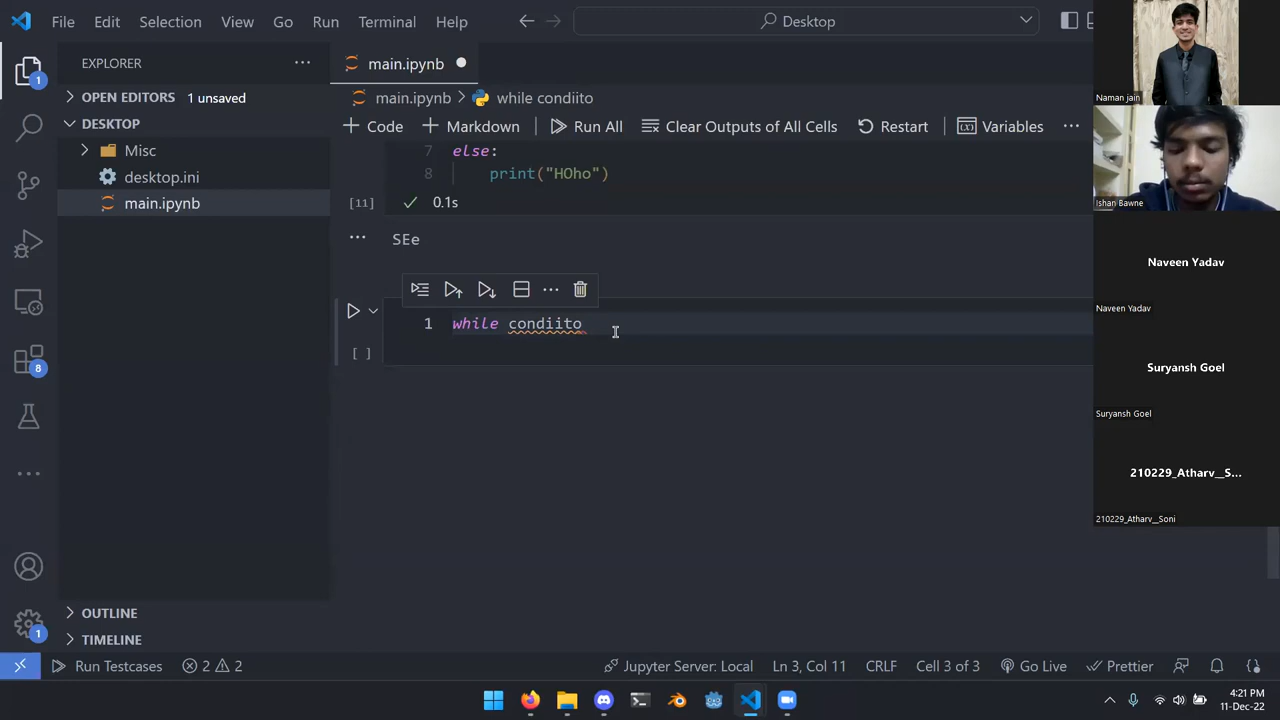 File Edit Selection View Go Run Terminal Help
Desktop
EXPLORER
OPEN EDITORS 1 unsaved
DESKTOP
Misc
desktop.ini
main.ipynb
OUTLINE
TIMELINE
1
8
1
main.ipynb
main.ipynb > while condiito
Code Markdown Run All Clear Outputs of All Cells Restart Variables
7 else:
8 print("HOho")
[11] 0.1s
SEe
1 while condiito
[ ]
Naman jain
Ishan Bawne
Naveen Yadav
Naveen Yadav
Suryansh Goel
Suryansh Goel
210229_Atharv__S...
210229_Atharv__Soni
Run Testcases 2 2 Jupyter Server: Local Ln 3, Col 11 CRLF Cell 3 of 3 Go Live Prettier
4:21 PM
11-Dec-22